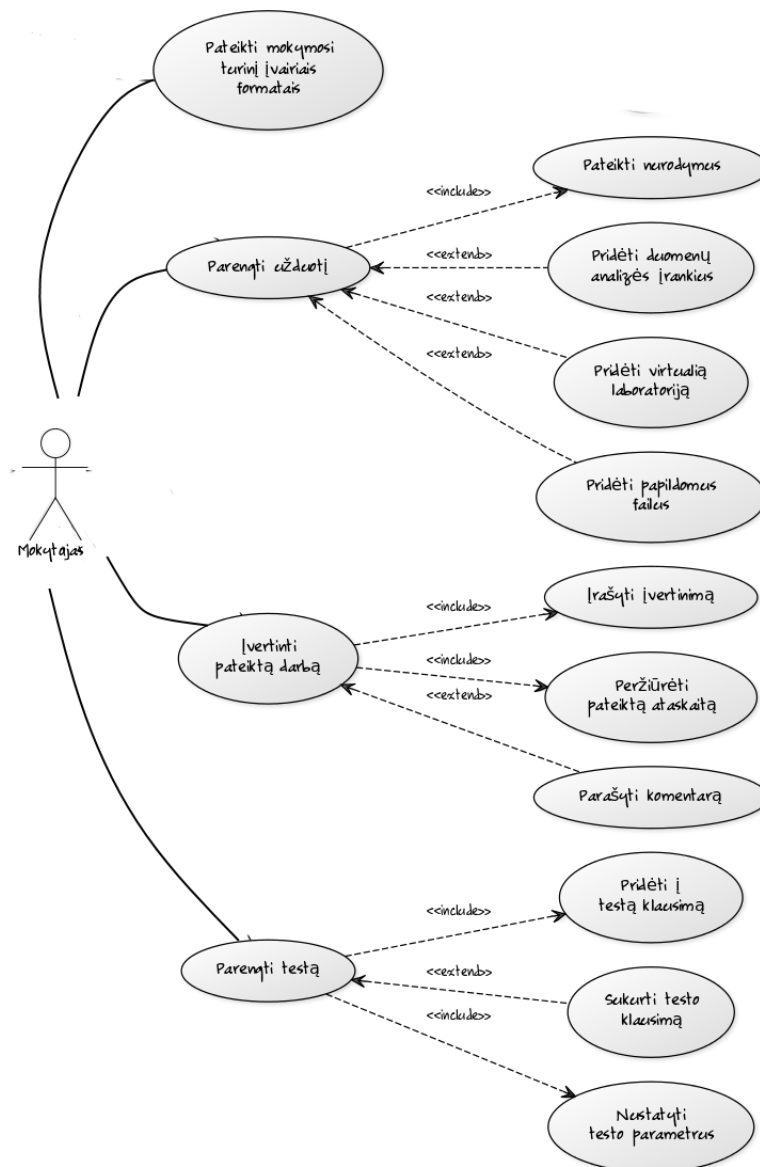 Pateikti mokymosi
turinį įvairiais
formatais
Pateikti nurodymus
<<include>>
Parengti užduotį
<<extend>>
Pridėti duomenų
analizės įrankius
<<extend>>
<<extend>>
Pridėti virtualią
laboratoriją
Pridėti papildomus
failus
Mokytojas
<<include>>
Įrašyti įvertinimą
Įvertinti
pateiktą darbą
<<include>>
Peržiūrėti
pateiktą ataskaitą
<<extend>>
Parašyti komentarą
Pridėti į
testą klausimą
<<include>>
Parengti testą
<<extend>>
Sukurti testo
klausimą
<<include>>
Nustatyti
testo parametrus